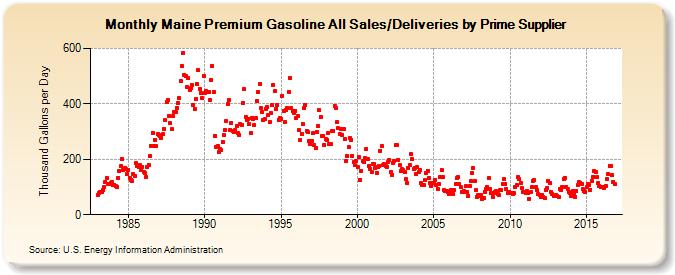 Monthly Maine Premium Gasoline All Sales/Deliveries by Prime Supplier
Thousand Gallons per Day
600
400
200
0
1985 1990 1995 2000 2005 2010 2015
Source: U.S. Energy Information Administration